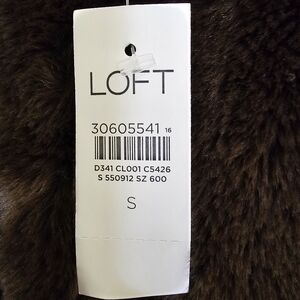 LOFT
30605541 16
D341 CL001 C5426
S 550912 SZ 600
S